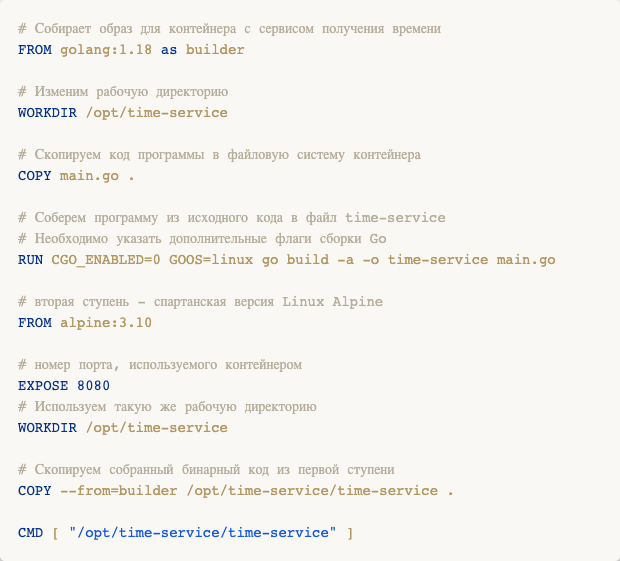 # Собирает образ для контейнера с сервисом получения времени
FROM golang:1.18 as builder
# Изменим рабочую директорию
WORKDIR /opt/time-service
# Скопируем код программы в файловую систему контейнера
COPY main.go .
# Соберем программу из исходного кода в файл time-service
# Необходимо указать дополнительные флаги сборки Go
RUN CGO_ENABLED=0 GOOS=linux go build -a -o time-service main.go
# вторая ступень - спартанская версия Linux Alpine
FROM alpine:3.10
# номер порта, используемого контейнером
EXPOSE 8080
# Используем такую же рабочую директорию
WORKDIR /opt/time-service
# Скопируем собранный бинарный код из первой ступени
COPY --from=builder /opt/time-service/time-service .
CMD [ "/opt/time-service/time-service" ]